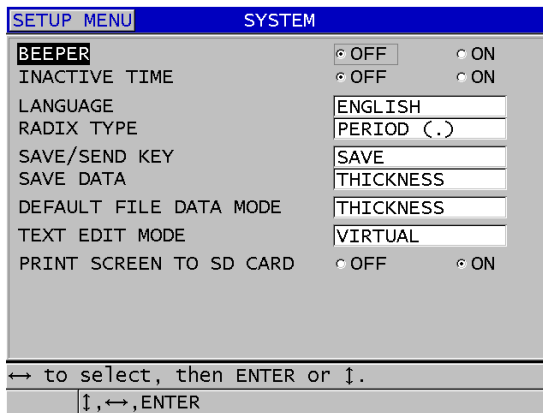 SETUP MENU SYSTEM
BEEPER OFF ON
INACTIVE TIME OFF ON
LANGUAGE ENGLISH
RADIX TYPE PERIOD (.)
SAVE/SEND KEY SAVE
SAVE DATA THICKNESS
DEFAULT FILE DATA MODE THICKNESS
TEXT EDIT MODE VIRTUAL
PRINT SCREEN TO SD CARD OFF ON
↔ to select, then ENTER or ↕.
↕,↔,ENTER